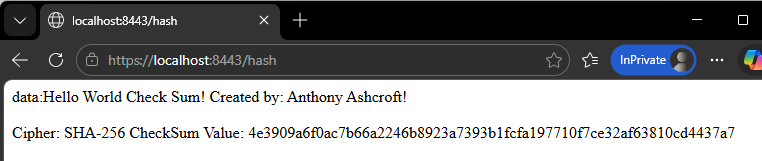 localhost:8443/hash
https://localhost:8443/hash
InPrivate
data:Hello World Check Sum! Created by: Anthony Ashcroft!
Cipher: SHA-256 CheckSum Value: 4e3909a6f0ac7b66a2246b8923a7393b1fcfa197710f7ce32af63810cd4437a7